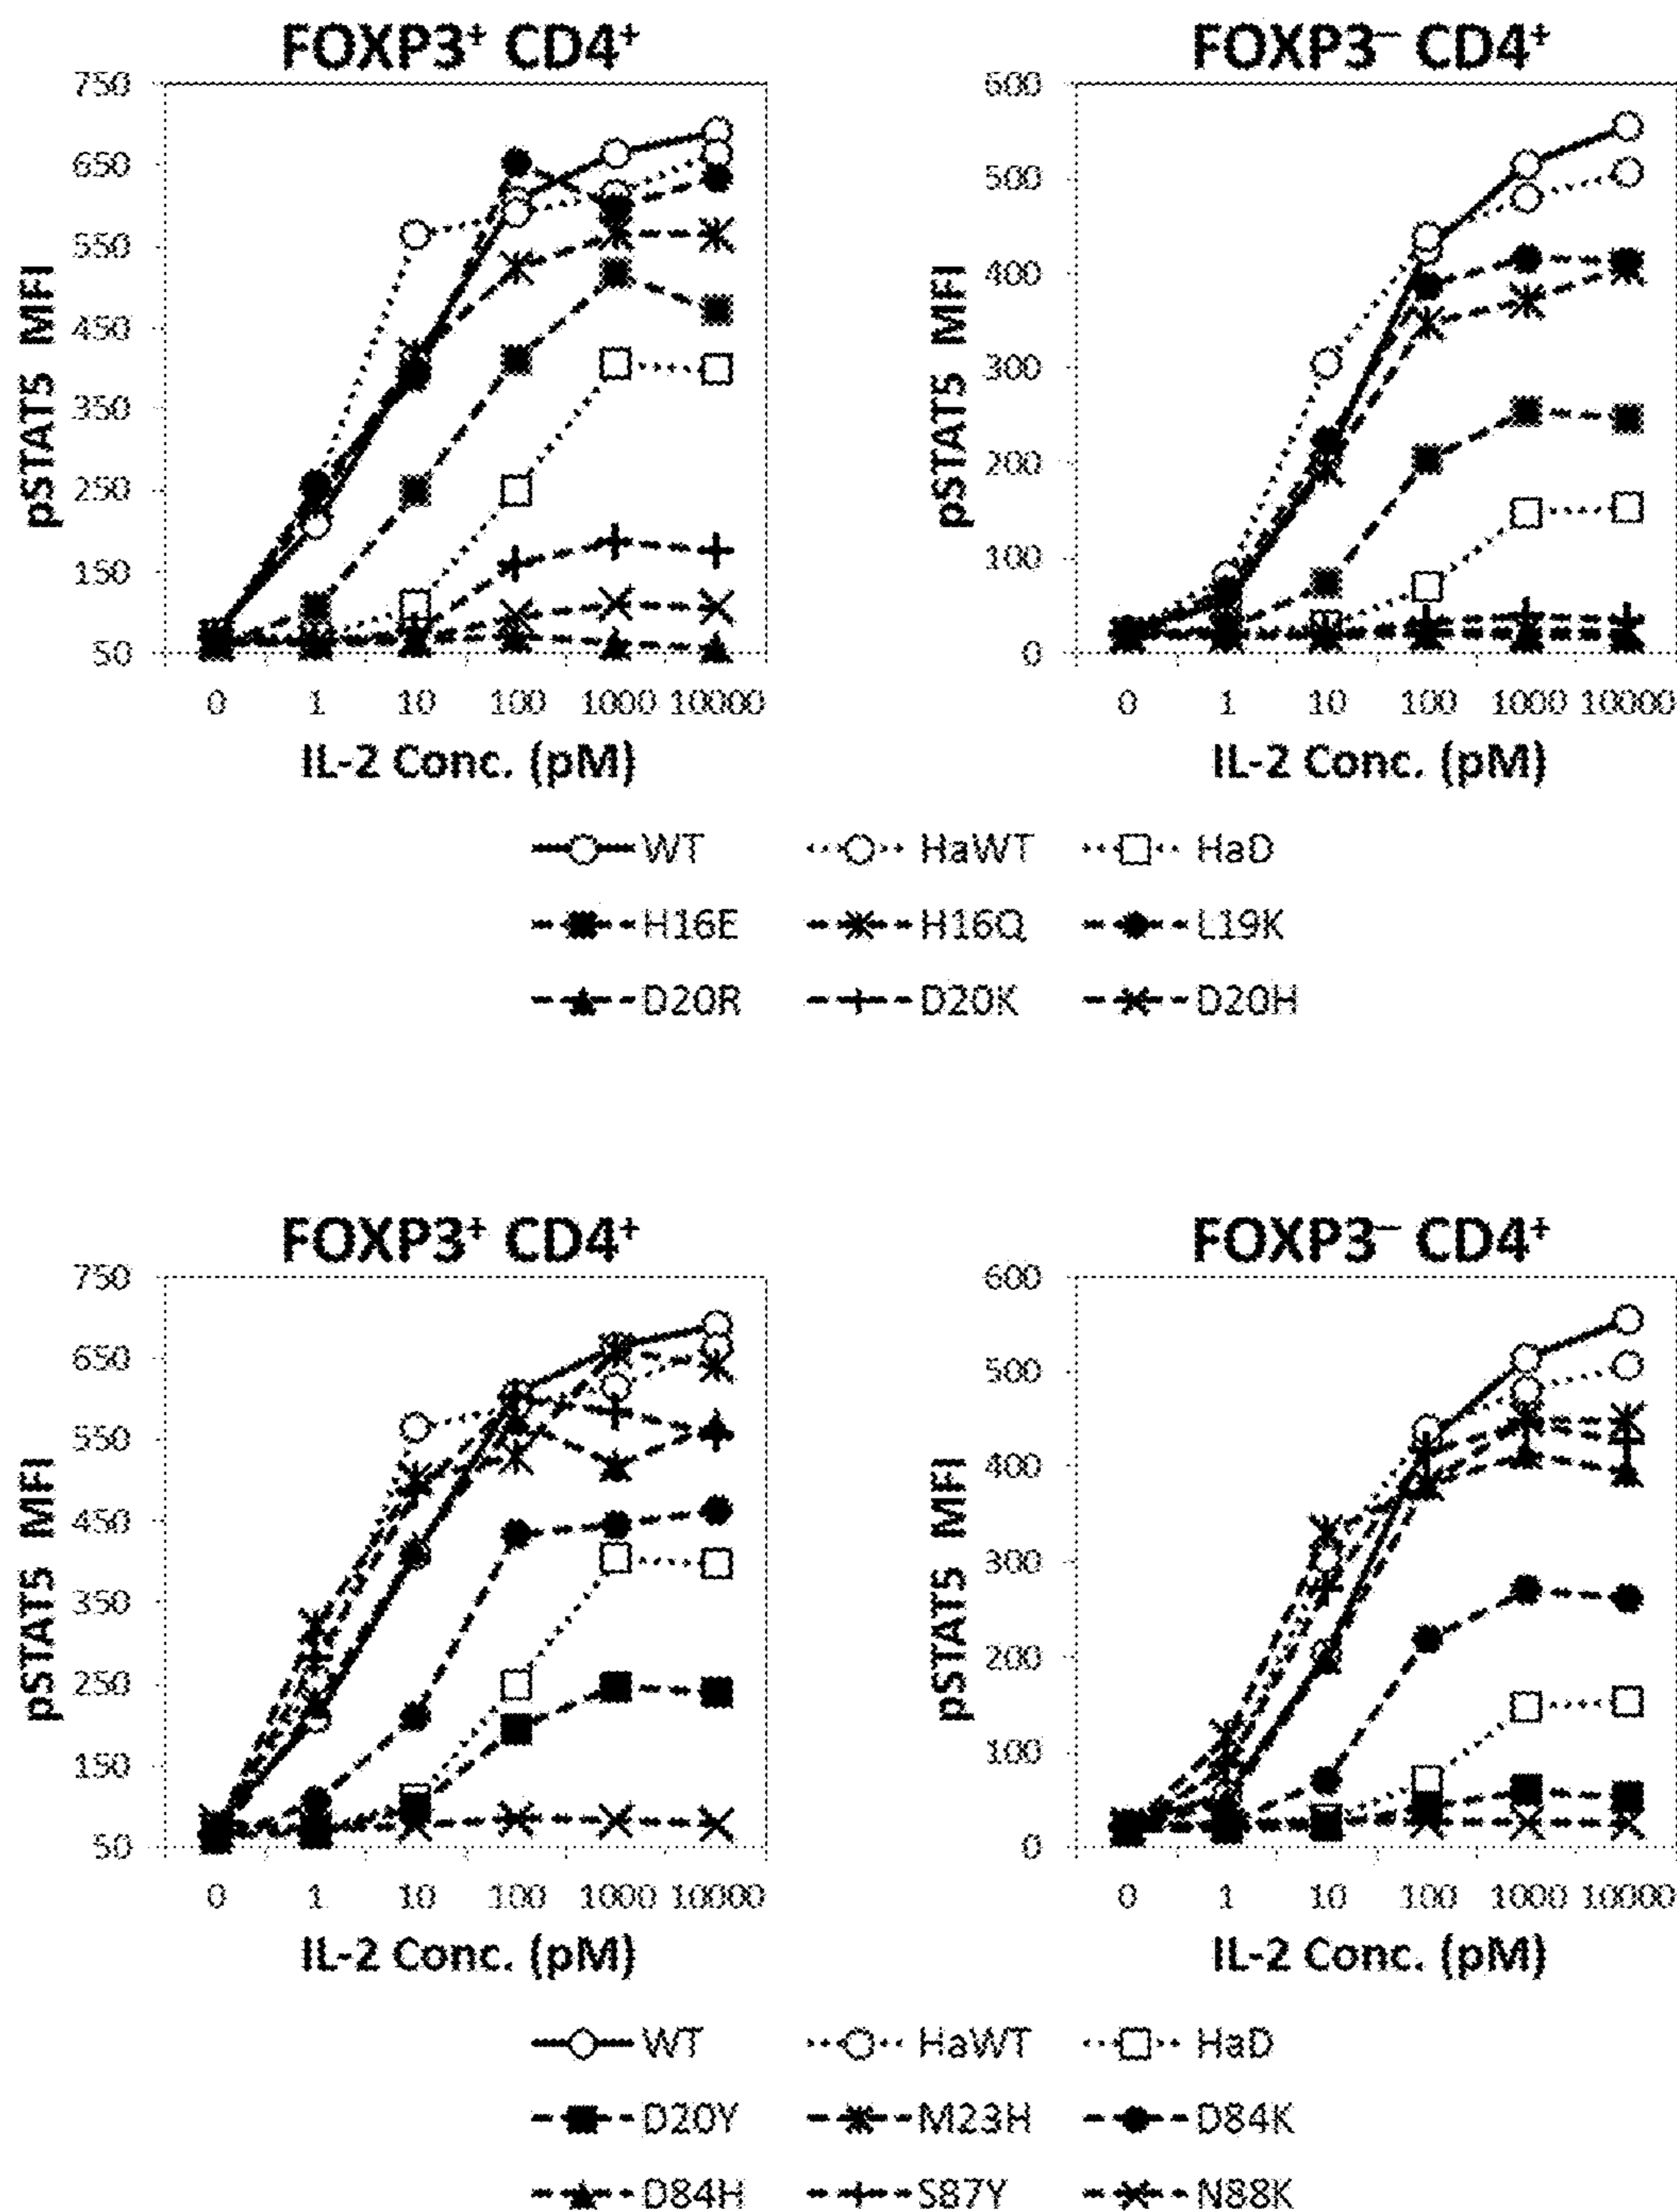 FOXP3⁺ CD4⁺
750
650
550
450
350
250
150
50
pSTAT5 MFI
0 1 10 100 1000 10000
IL-2 Conc. (pM)
FOXP3⁻ CD4⁺
600
500
400
300
200
100
0
pSTAT5 MFI
0 1 10 100 1000 10000
IL-2 Conc. (pM)
WT HaWT HaD
H16E H16Q L19K
D20R D20K D20H
FOXP3⁺ CD4⁺
750
650
550
450
350
250
150
50
pSTAT5 MFI
0 1 10 100 1000 10000
IL-2 Conc. (pM)
FOXP3⁻ CD4⁺
600
500
400
300
200
100
0
pSTAT5 MFI
0 1 10 100 1000 10000
IL-2 Conc. (pM)
WT HaWT HaD
D20Y M23H D84K
D84H S87Y N88K